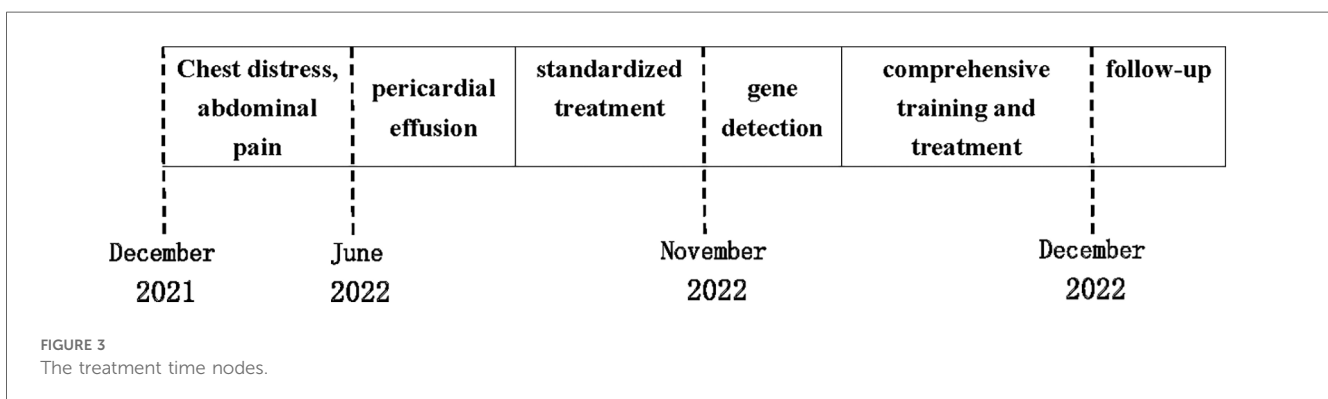 Chest distress,
abdominal
pain
pericardial
effusion
standardized
treatment
gene
detection
comprehensive
training and
treatment
follow-up
December
2021
June
2022
November
2022
December
2022
FIGURE 3
The treatment time nodes.